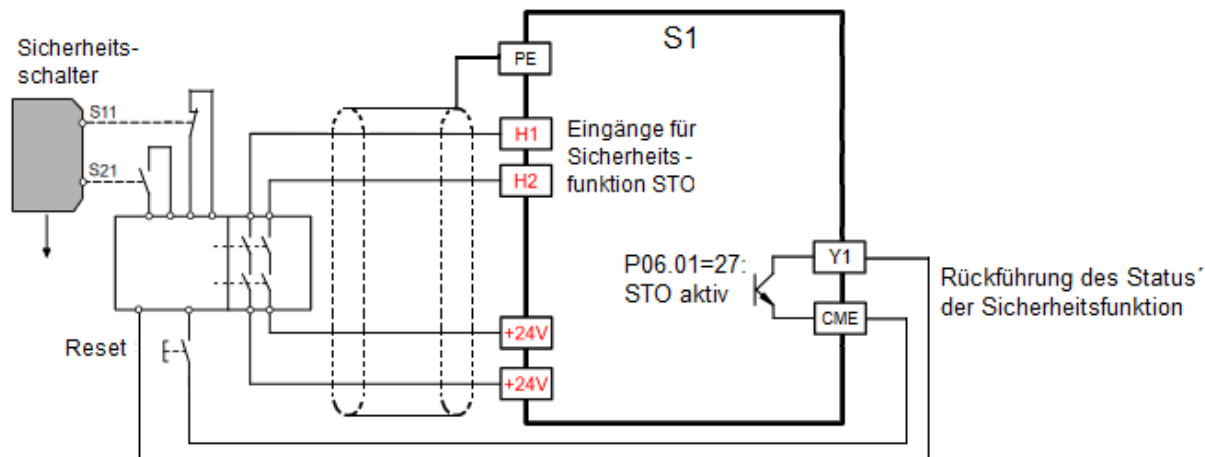 S1
Sicherheits-
schalter
PE
S11
H1
Eingänge für
Sicherheits -
funktion STO
S21
H2
P06.01=27:
STO aktiv
Y1
CME
Rückführung des Status´
der Sicherheitsfunktion
Reset
+24V
+24V